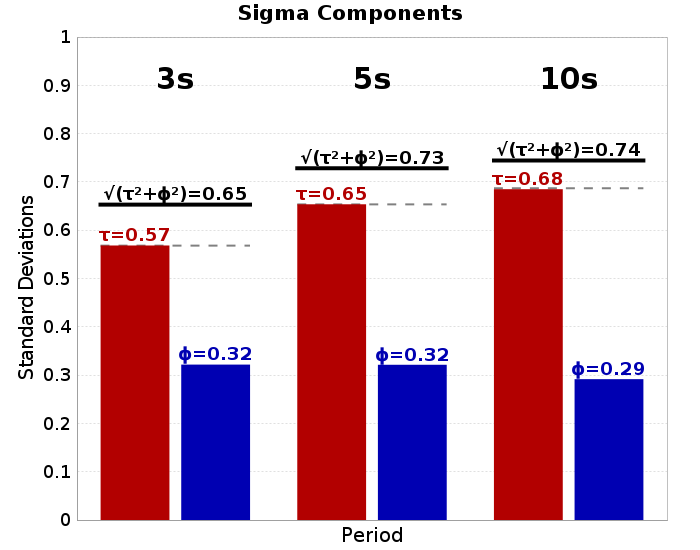 Sigma Components
1
0.9
0.8
0.7
0.6
0.5
0.4
0.3
0.2
0.1
0
Standard Deviations
3s
5s
10s
√(τ²+ϕ²)=0.65
τ=0.57
ϕ=0.32
√(τ²+ϕ²)=0.73
τ=0.65
ϕ=0.32
√(τ²+ϕ²)=0.74
τ=0.68
ϕ=0.29
Period